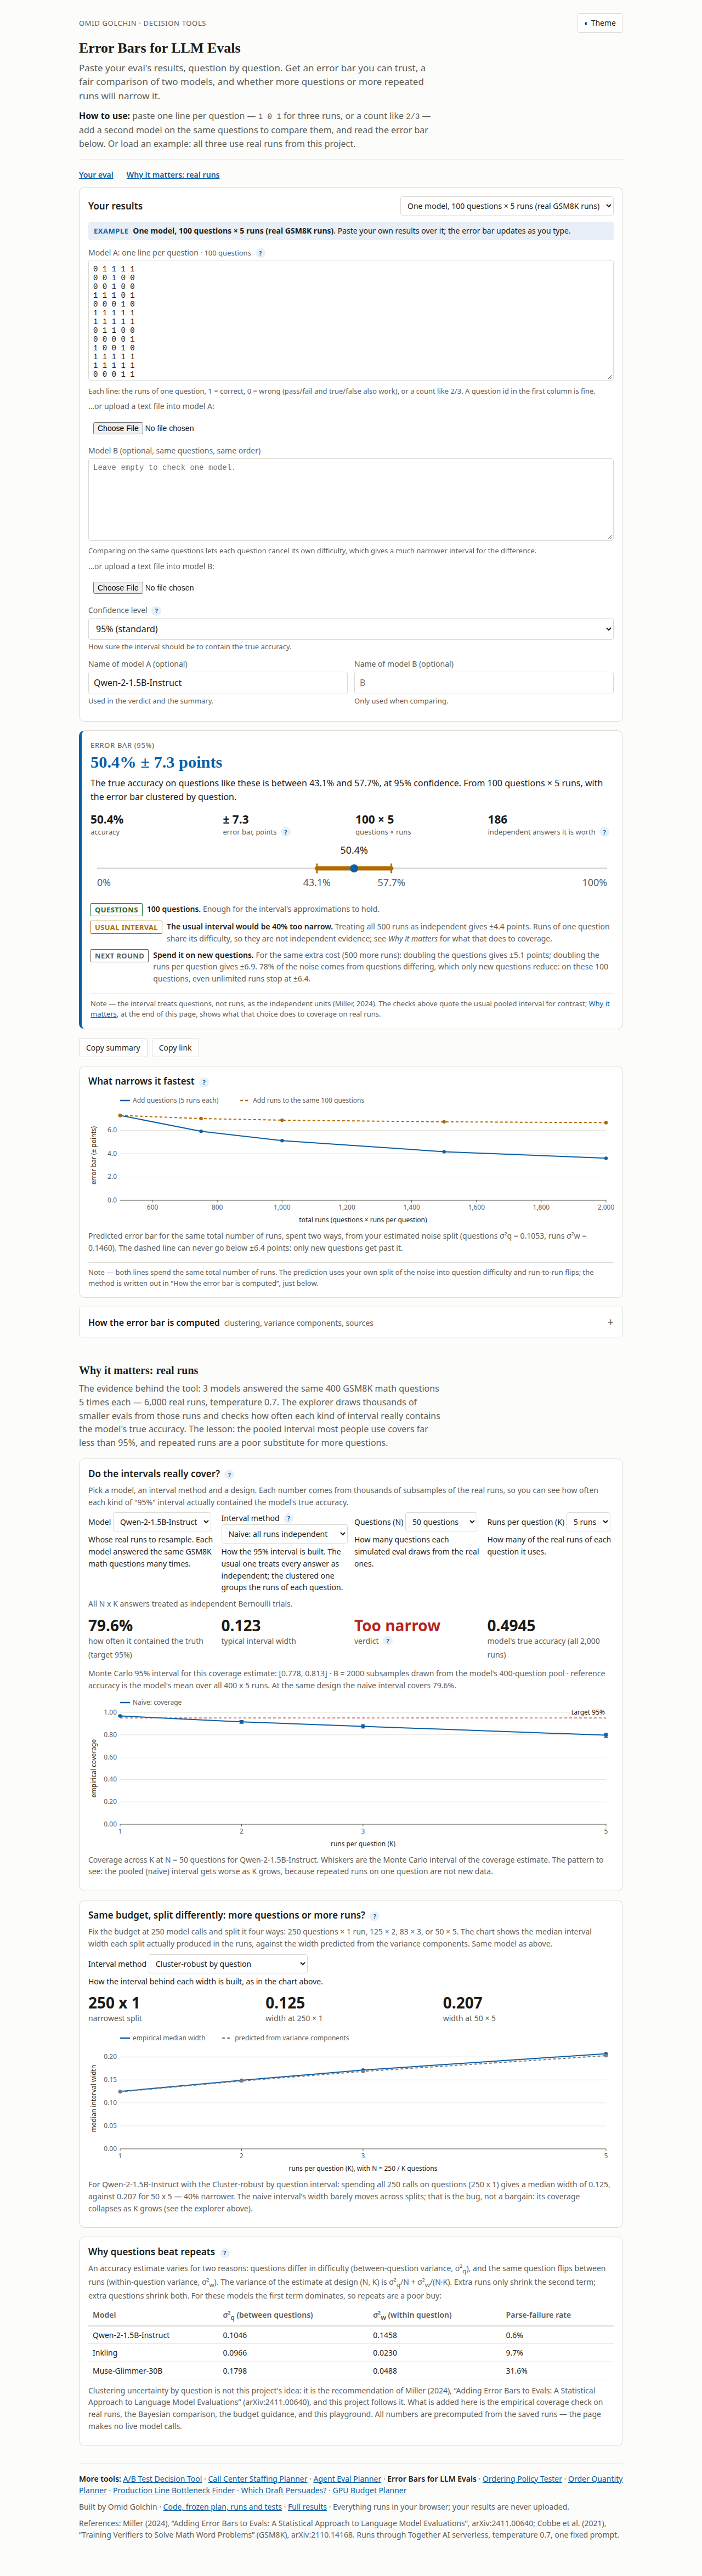 OMID GOLCHIN · DECISION TOOLS
Theme
Error Bars for LLM Evals
Paste your eval's results, question by question. Get an error bar you can trust, a
fair comparison of two models, and whether more questions or more repeated
runs will narrow it.
How to use: paste one line per question — 1 0 1 for three runs, or a count like 2/3 —
add a second model on the same questions to compare them, and read the error bar
below. Or load an example: all three use real runs from this project.
Your eval
Why it matters: real runs
Your results
One model, 100 questions × 5 runs (real GSM8K runs)
EXAMPLE One model, 100 questions × 5 runs (real GSM8K runs). Paste your own results over it; the error bar updates as you type.
Model A: one line per question · 100 questions ?
0 1 1 1 1
0 0 1 0 0
0 0 1 0 0
1 1 1 0 1
0 0 0 1 0
1 1 1 1 1
1 1 1 1 1
0 1 1 0 0
0 0 0 0 1
1 0 0 1 0
1 1 1 1 1
1 1 1 1 1
0 0 0 1 1
Each line: the runs of one question, 1 = correct, 0 = wrong (pass/fail and true/false also work), or a count like 2/3. A question id in the first column is fine.
...or upload a text file into model A:
Choose File No file chosen
Model B (optional, same questions, same order)
Leave empty to check one model.
Comparing on the same questions lets each question cancel its own difficulty, which gives a much narrower interval for the difference.
...or upload a text file into model B:
Choose File No file chosen
Confidence level ?
95% (standard)
How sure the interval should be to contain the true accuracy.
Name of model A (optional)
Name of model B (optional)
Qwen-2-1.5B-Instruct
B
Used in the verdict and the summary.
Only used when comparing.
ERROR BAR (95%)
50.4% ± 7.3 points
The true accuracy on questions like these is between 43.1% and 57.7%, at 95% confidence. From 100 questions × 5 runs, with
the error bar clustered by question.
50.4%
± 7.3
100 × 5
186
accuracy
error bar, points ?
questions × runs
independent answers it is worth ?
50.4%
0%
43.1%
57.7%
100%
QUESTIONS 100 questions. Enough for the interval's approximations to hold.
USUAL INTERVAL The usual interval would be 40% too narrow. Treating all 500 runs as independent gives ±4.4 points. Runs of one question
share its difficulty, so they are not independent evidence; see Why it matters for what that does to coverage.
NEXT ROUND Spend it on new questions. For the same extra cost (500 more runs): doubling the questions gives ±5.1 points; doubling the
runs per question gives ±6.9. 78% of the noise comes from questions differing, which only new questions reduce: on these 100
questions, even unlimited runs stop at ±6.4.
Note — the interval treats questions, not runs, as the independent units (Miller, 2024). The checks above quote the usual pooled interval for contrast; Why it
matters, at the end of this page, shows what that choice does to coverage on real runs.
Copy summary
Copy link
What narrows it fastest ?
Add questions (5 runs each)
Add runs to the same 100 questions
error bar (± points)
6.0
4.0
2.0
0.0
600
800
1,000
1,200
1,400
1,600
1,800
2,000
total runs (questions × runs per question)
Predicted error bar for the same total number of runs, spent two ways, from your estimated noise split (questions σ²q = 0.1053, runs σ²w =
0.1460). The dashed line can never go below ±6.4 points: only new questions get past it.
Note — both lines spend the same total number of runs. The prediction uses your own split of the noise into question difficulty and run-to-run flips; the
method is written out in “How the error bar is computed”, just below.
How the error bar is computed clustering, variance components, sources
+
Why it matters: real runs
The evidence behind the tool: 3 models answered the same 400 GSM8K math questions
5 times each — 6,000 real runs, temperature 0.7. The explorer draws thousands of
smaller evals from those runs and checks how often each kind of interval really contains
the model's true accuracy. The lesson: the pooled interval most people use covers far
less than 95%, and repeated runs are a poor substitute for more questions.
Do the intervals really cover? ?
Pick a model, an interval method and a design. Each number comes from thousands of subsamples of the real runs, so you can see how often
each kind of "95%" interval actually contained the model's true accuracy.
Model Qwen-2-1.5B-Instruct
Whose real runs to resample. Each
model answered the same GSM8K
math questions many times.
Interval method ?
Naive: all runs independent
How the 95% interval is built. The
usual one treats every answer as
independent; the clustered one
groups the runs of each question.
Questions (N) 50 questions
How many questions each
simulated eval draws from the real
ones.
Runs per question (K) 5 runs
How many of the real runs of each
question it uses.
All N x K answers treated as independent Bernoulli trials.
79.6%
0.123
Too narrow
0.4945
how often it contained the truth
(target 95%)
typical interval width
verdict ?
model's true accuracy (all 2,000
runs)
Monte Carlo 95% interval for this coverage estimate: [0.778, 0.813] · B = 2000 subsamples drawn from the model's 400-question pool · reference
accuracy is the model's mean over all 400 x 5 runs. At the same design the naive interval covers 79.6%.
Naive: coverage
target 95%
empirical coverage
1.00
0.80
0.60
0.40
0.20
0.00
1
2
3
5
runs per question (K)
Coverage across K at N = 50 questions for Qwen-2-1.5B-Instruct. Whiskers are the Monte Carlo interval of the coverage estimate. The pattern to
see: the pooled (naive) interval gets worse as K grows, because repeated runs on one question are not new data.
Same budget, split differently: more questions or more runs? ?
Fix the budget at 250 model calls and split it four ways: 250 questions × 1 run, 125 × 2, 83 × 3, or 50 × 5. The chart shows the median interval
width each split actually produced in the runs, against the width predicted from the variance components. Same model as above.
Interval method Cluster-robust by question
How the interval behind each width is built, as in the chart above.
250 x 1
0.125
0.207
narrowest split
width at 250 × 1
width at 50 × 5
empirical median width
predicted from variance components
median interval width
0.20
0.15
0.10
0.05
0.00
1
2
3
5
runs per question (K), with N = 250 / K questions
For Qwen-2-1.5B-Instruct with the Cluster-robust by question interval: spending all 250 calls on questions (250 x 1) gives a median width of 0.125,
against 0.207 for 50 x 5 — 40% narrower. The naive interval's width barely moves across splits; that is the bug, not a bargain: its coverage
collapses as K grows (see the explorer above).
Why questions beat repeats ?
An accuracy estimate varies for two reasons: questions differ in difficulty (between-question variance, σ²q), and the same question flips between
runs (within-question variance, σ²w). The variance of the estimate at design (N, K) is σ²q/N + σ²w/(N·K). Extra runs only shrink the second term;
extra questions shrink both. For these models the first term dominates, so repeats are a poor buy:
Model σ²q (between questions) σ²w (within question) Parse-failure rate
Qwen-2-1.5B-Instruct 0.1046 0.1458 0.6%
Inkling 0.0966 0.0230 9.7%
Muse-Glimmer-30B 0.1798 0.0488 31.6%
Clustering uncertainty by question is not this project's idea: it is the recommendation of Miller (2024), “Adding Error Bars to Evals: A Statistical
Approach to Language Model Evaluations” (arXiv:2411.00640), and this project follows it. What is added here is the empirical coverage check on
real runs, the Bayesian comparison, the budget guidance, and this playground. All numbers are precomputed from the saved runs — the page
makes no live model calls.
More tools: A/B Test Decision Tool · Call Center Staffing Planner · Agent Eval Planner · Error Bars for LLM Evals · Ordering Policy Tester · Order Quantity
Planner · Production Line Bottleneck Finder · Which Draft Persuades? · GPU Budget Planner
Built by Omid Golchin · Code, frozen plan, runs and tests · Full results · Everything runs in your browser; your results are never uploaded.
References: Miller (2024), “Adding Error Bars to Evals: A Statistical Approach to Language Model Evaluations”, arXiv:2411.00640; Cobbe et al. (2021),
“Training Verifiers to Solve Math Word Problems” (GSM8K), arXiv:2110.14168. Runs through Together AI serverless, temperature 0.7, one fixed prompt.